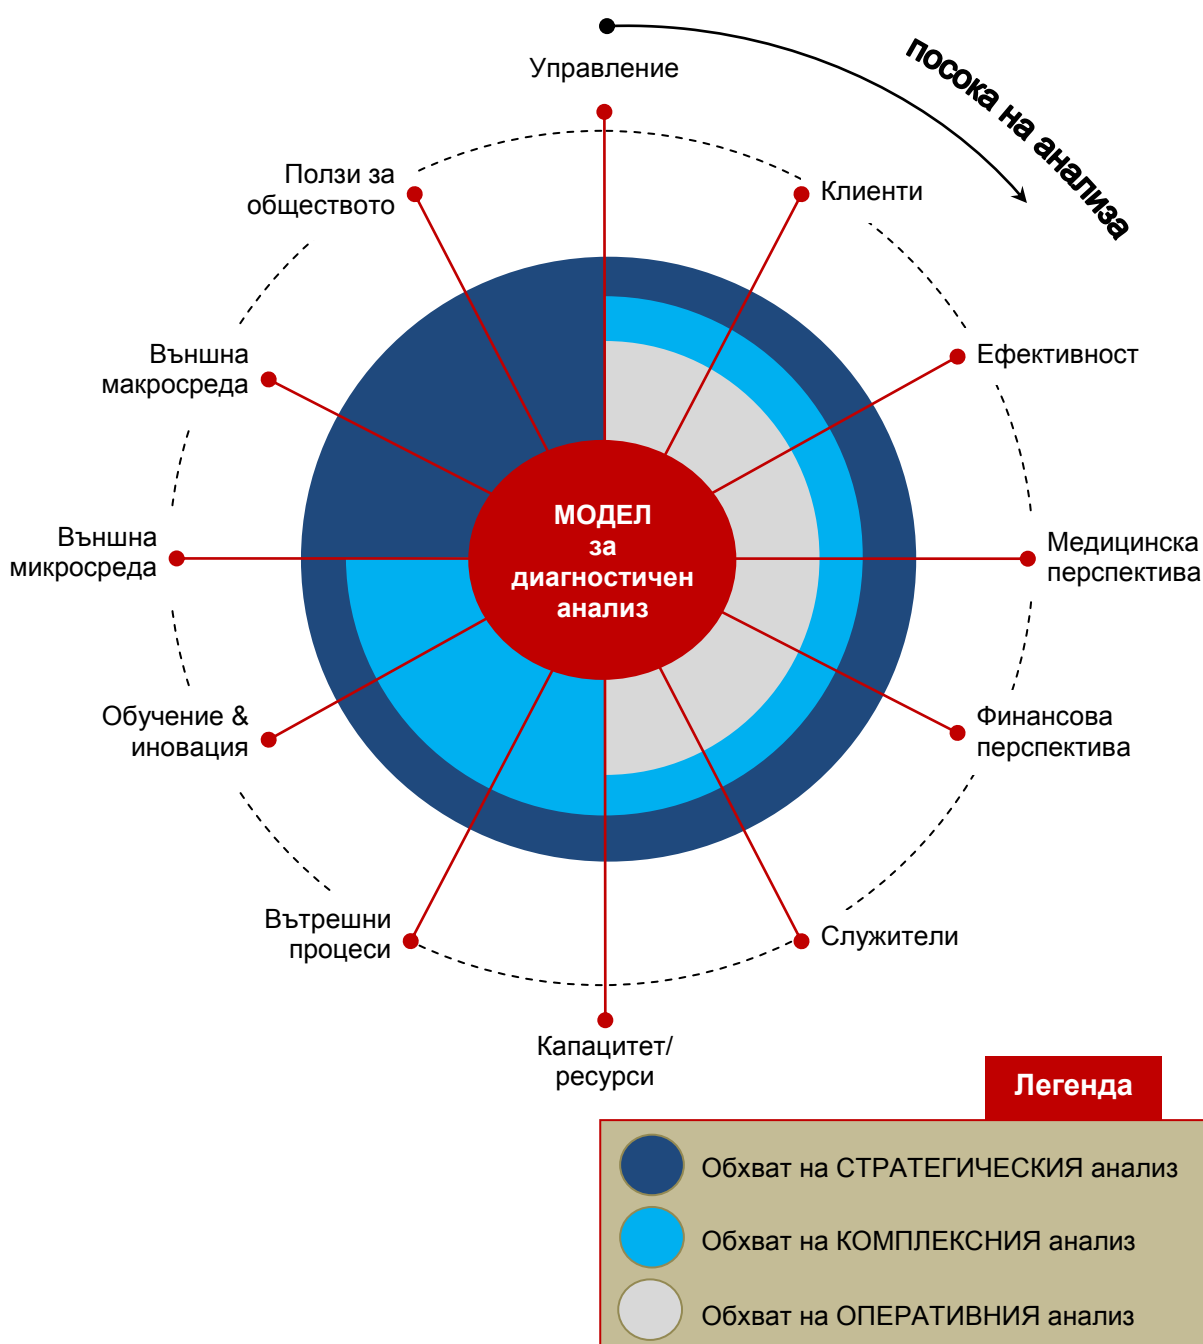 посока на анализа
Управление
Клиенти
Ефективност
Медицинска
перспектива
Финансова
перспектива
Служители
Капацитет/
ресурси
Вътрешни
процеси
Обучение &
иновация
Външна
микросреда
Външна
макросреда
Ползи за
обществото
МОДЕЛ
за
диагностичен
анализ
Легенда
Обхват на СТРАТЕГИЧЕСКИЯ анализ
Обхват на КОМПЛЕКСНИЯ анализ
Обхват на ОПЕРАТИВНИЯ анализ